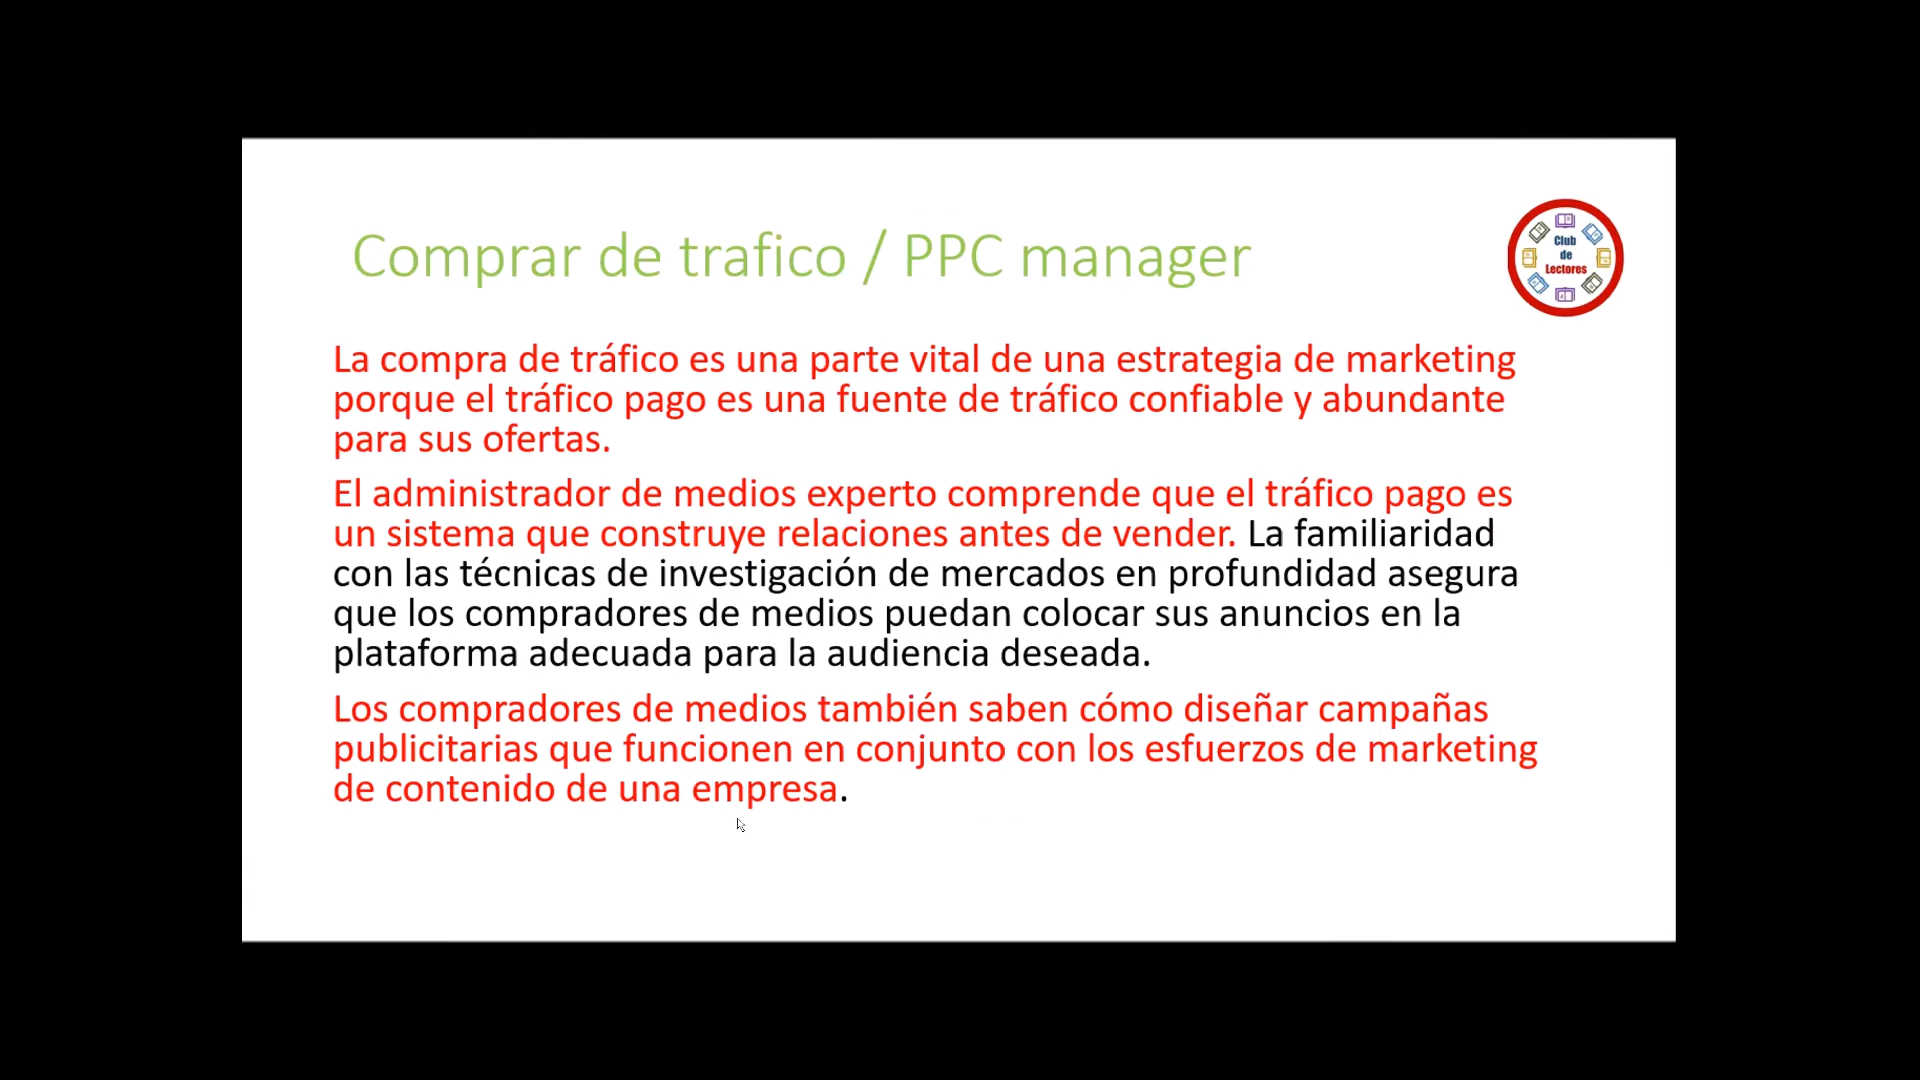 Comprar de trafico / PPC manager
Club
de
Lectores
La compra de tráfico es una parte vital de una estrategia de marketing
porque el tráfico pago es una fuente de tráfico confiable y abundante
para sus ofertas.
El administrador de medios experto comprende que el tráfico pago es
un sistema que construye relaciones antes de vender. La familiaridad
con las técnicas de investigación de mercados en profundidad asegura
que los compradores de medios puedan colocar sus anuncios en la
plataforma adecuada para la audiencia deseada.
Los compradores de medios también saben cómo diseñar campañas
publicitarias que funcionen en conjunto con los esfuerzos de marketing
de contenido de una empresa.